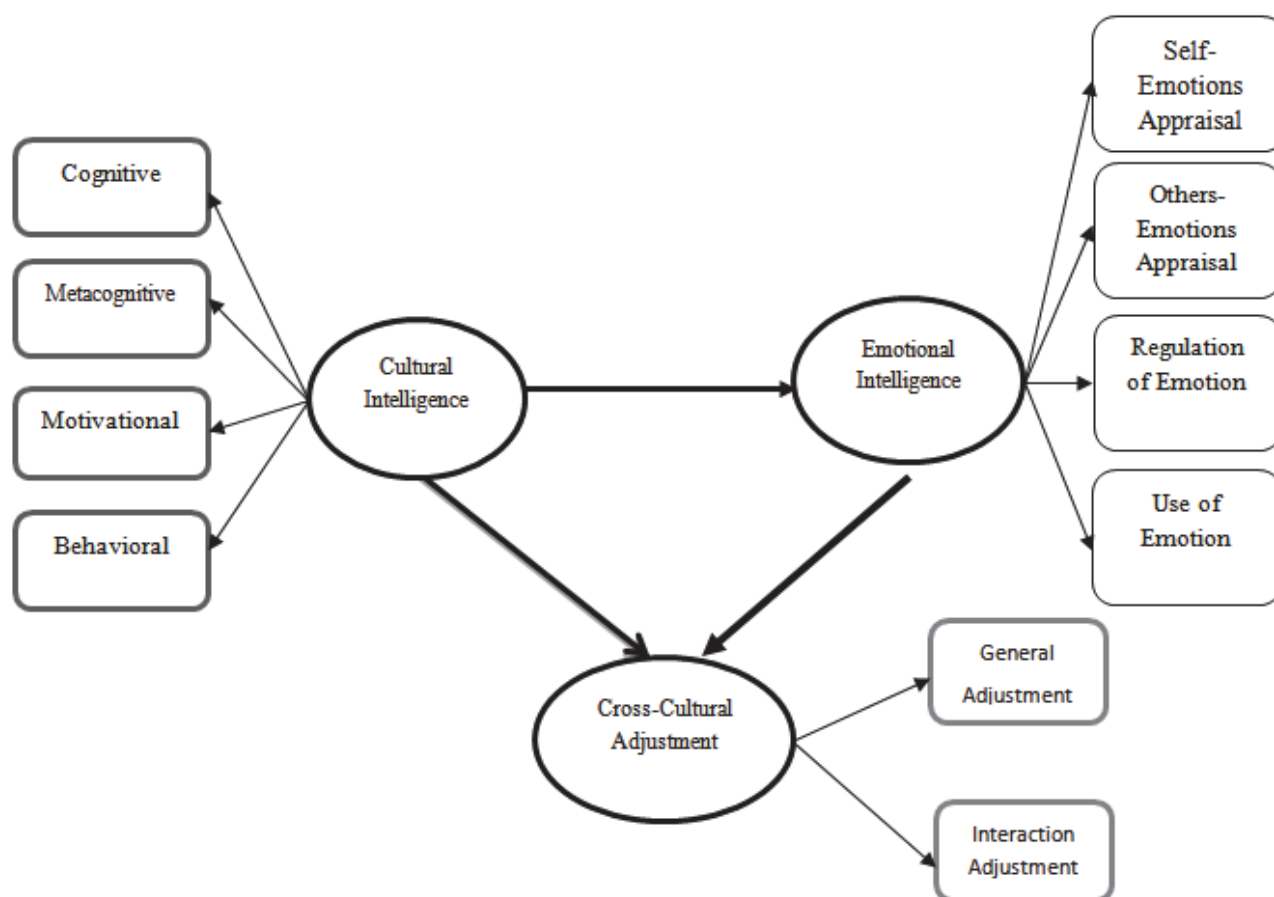 Self-
Emotions
Appraisal
Cognitive
Others-
Emotions
Appraisal
Metacognitive
Cultural
Intelligence
Emotional
Intelligence
Regulation
of Emotion
Motivational
Behavioral
Use of
Emotion
General
Adjustment
Cross-Cultural
Adjustment
Interaction
Adjustment